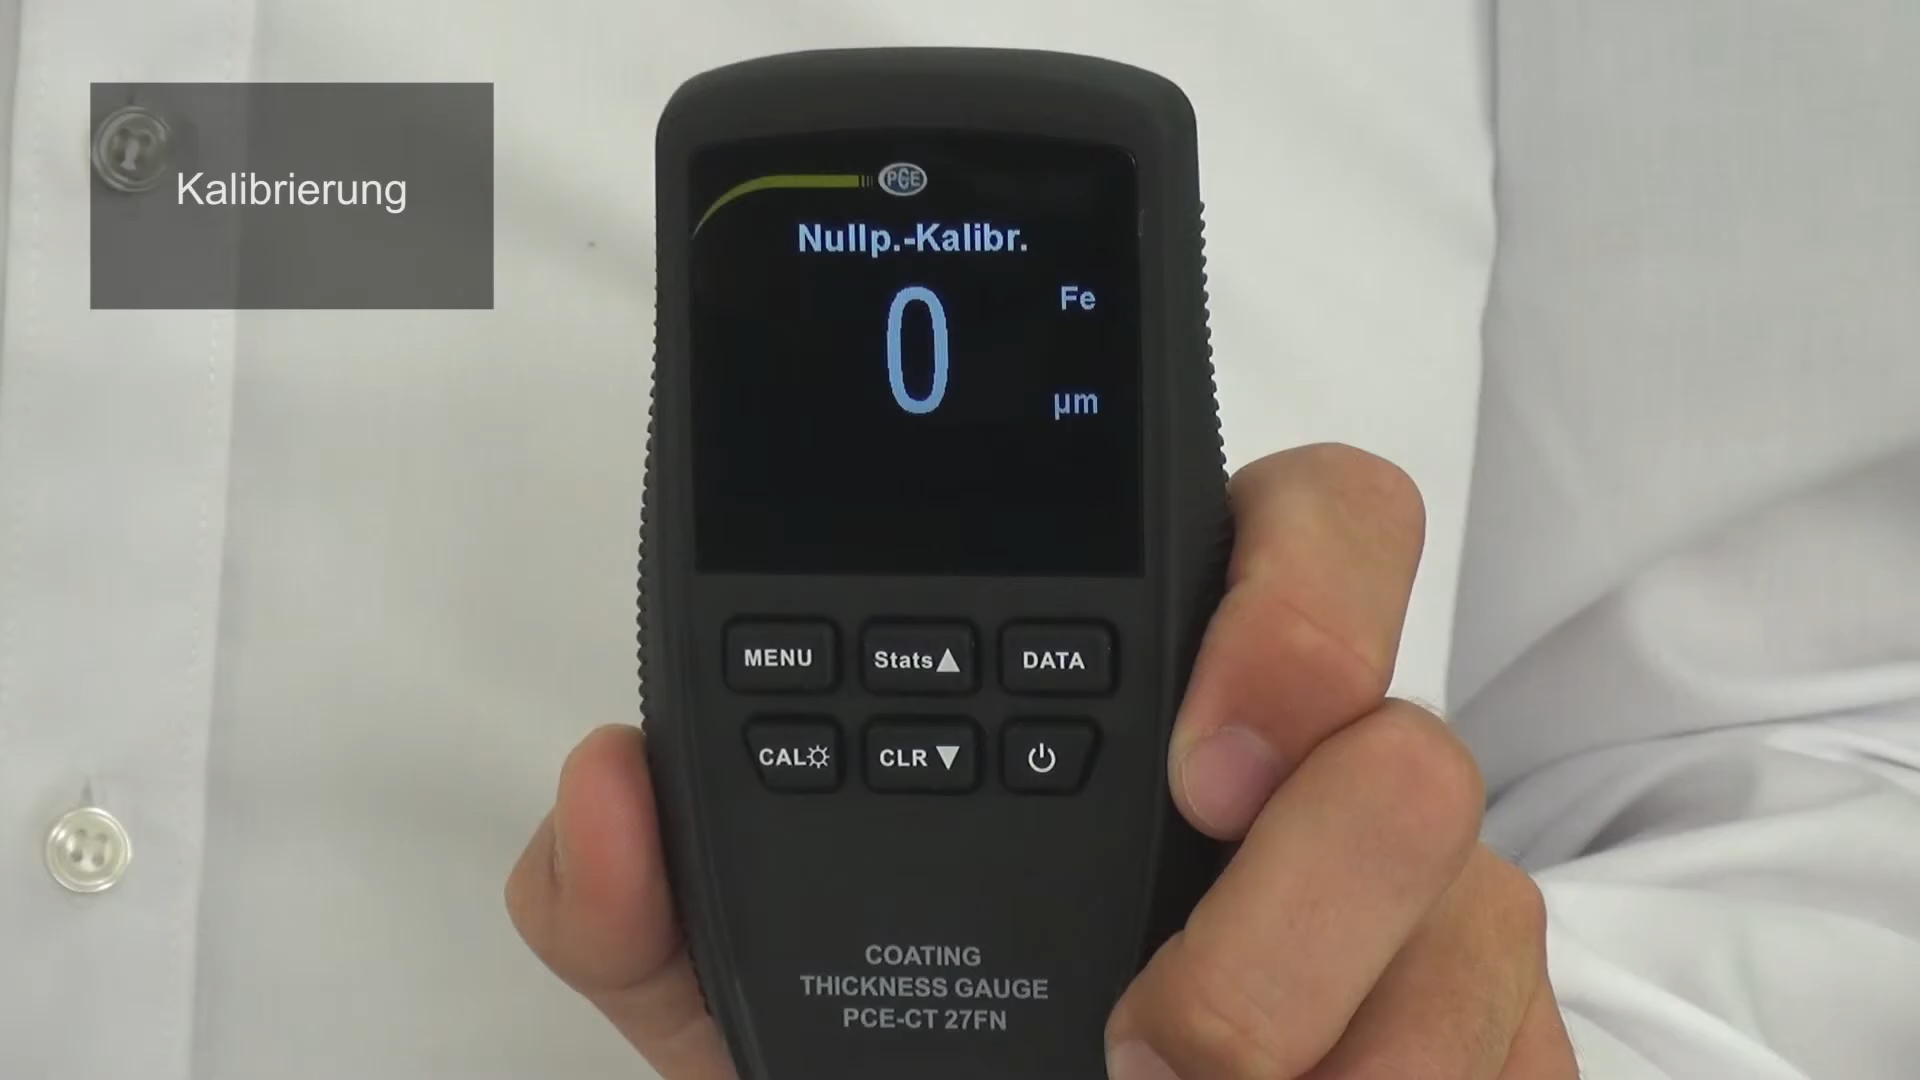 Kalibrierung
PCE
Nullp.-Kalibr.
0
Fe
µm
MENU
Stats▲
DATA
CAL☼
CLR ▼
COATING
THICKNESS GAUGE
PCE-CT 27FN